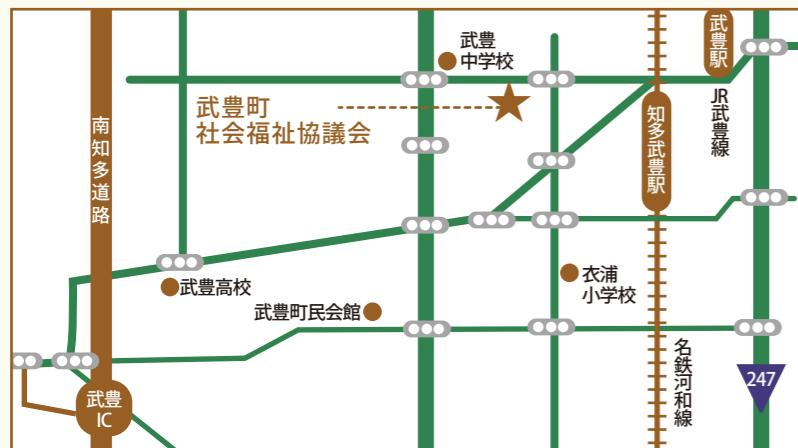 武豊
中学校
武豊駅
JR武豊線
武豊町
社会福祉協議会
知多武豊駅
南知多道路
武豊高校
衣浦
小学校
武豊町民会館
名鉄河和線
247
武豊
IC